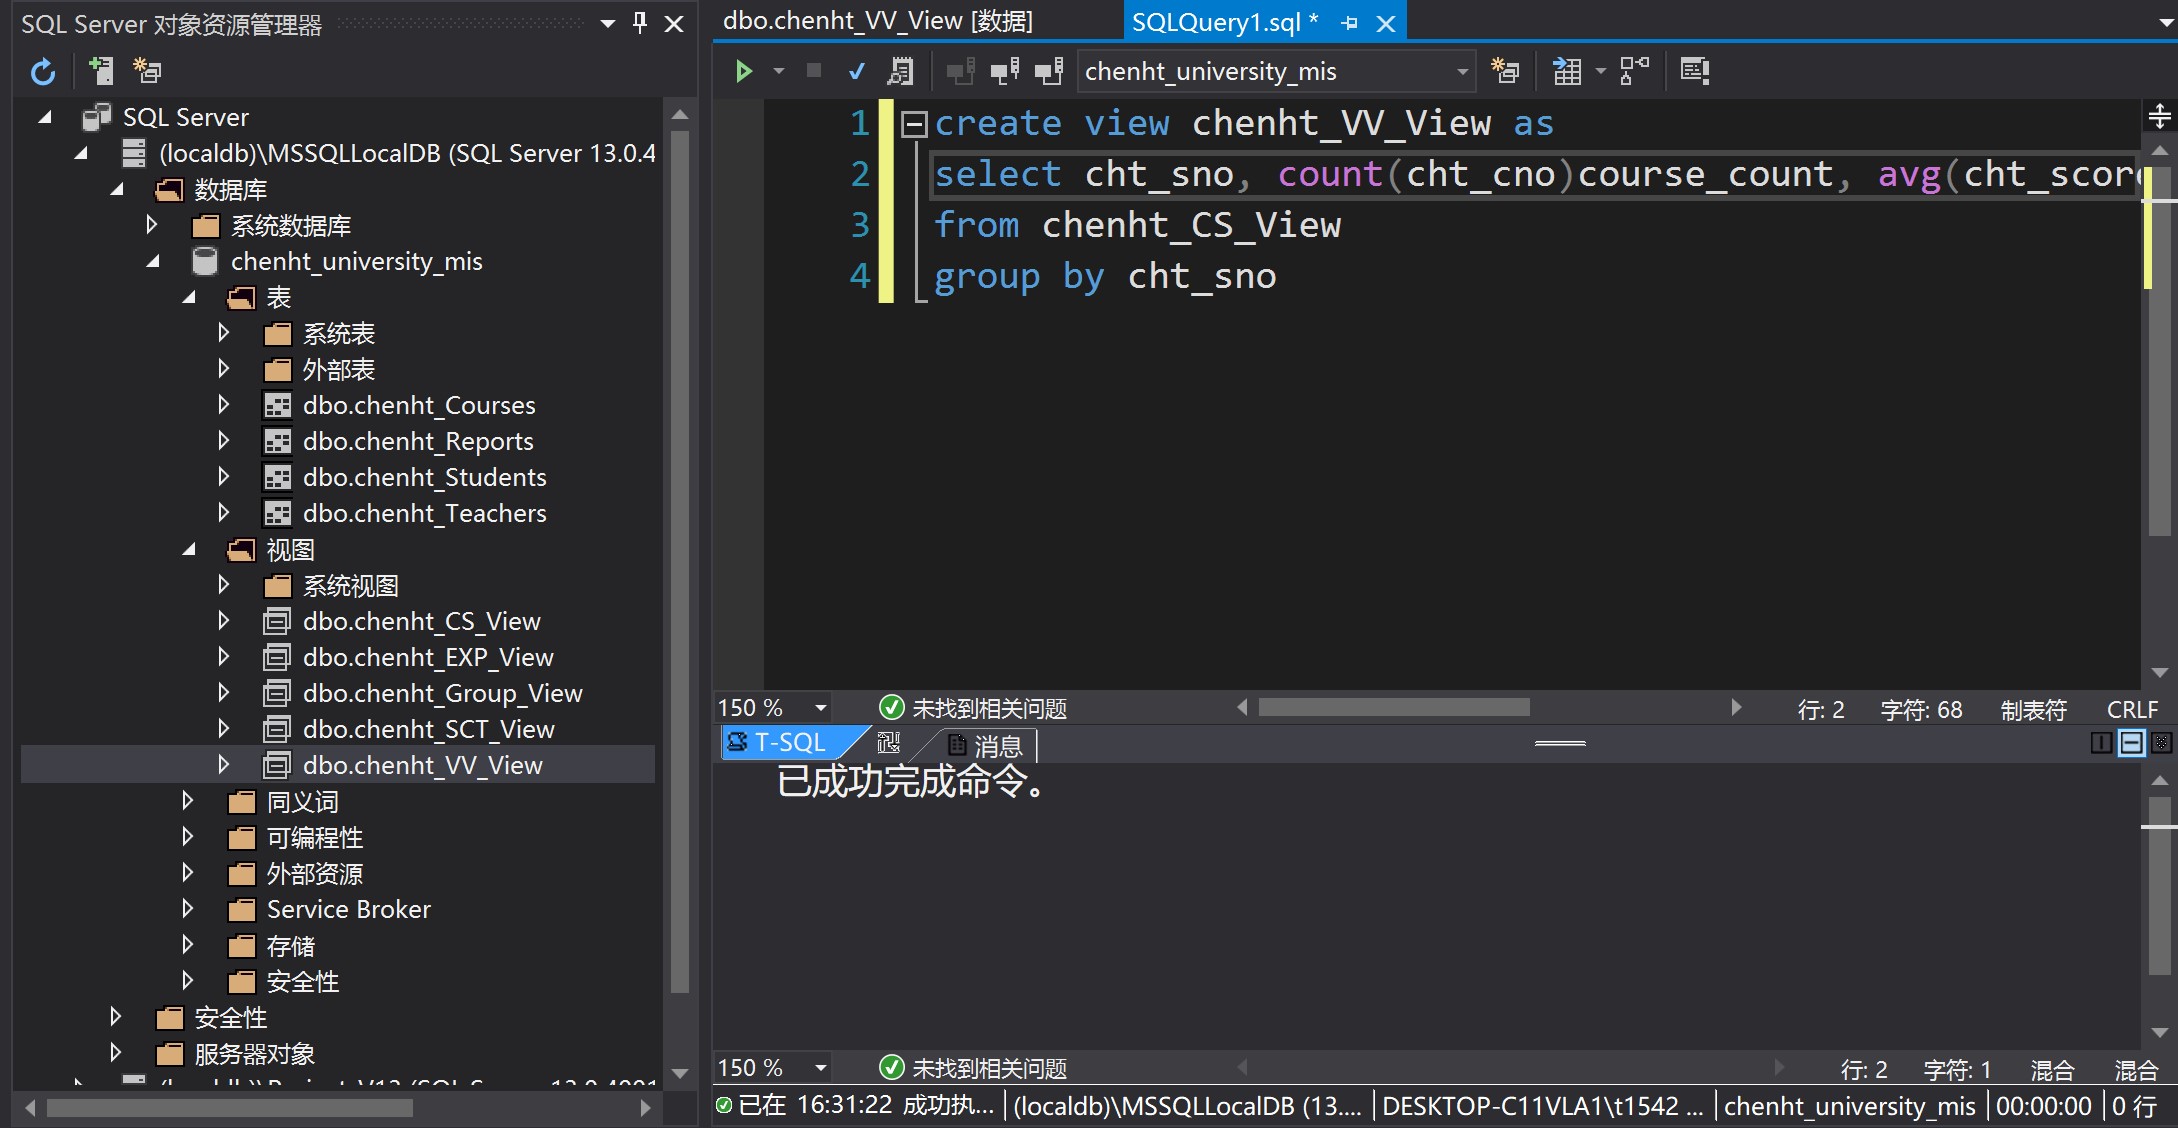 SQL Server 对象资源管理器
SQL Server
(localdb)\MSSQLLocalDB (SQL Server 13.0.4
数据库
系统数据库
chenht_university_mis
表
系统表
外部表
dbo.chenht_Courses
dbo.chenht_Reports
dbo.chenht_Students
dbo.chenht_Teachers
视图
系统视图
dbo.chenht_CS_View
dbo.chenht_EXP_View
dbo.chenht_Group_View
dbo.chenht_SCT_View
dbo.chenht_VV_View
同义词
可编程性
外部资源
Service Broker
存储
安全性
安全性
服务器对象
dbo.chenht_VV_View [数据]
SQLQuery1.sql *
chenht_university_mis
1 create view chenht_VV_View as
2 select cht_sno, count(cht_cno)course_count, avg(cht_scor
3 from chenht_CS_View
4 group by cht_sno
150 % 未找到相关问题 行: 2 字符: 68 制表符 CRLF
T-SQL 消息
已成功完成命令。
150 % 未找到相关问题 行: 2 字符: 1 混合 混合
已在 16:31:22 成功执... (localdb)\MSSQLLocalDB (13.... DESKTOP-C11VLA1\t1542 ... chenht_university_mis 00:00:00 0 行